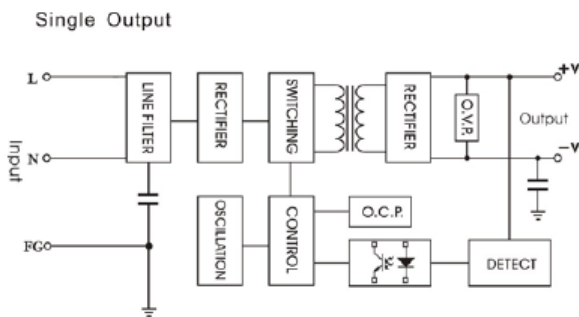 Single Output
L
N
FG
Input
LINE FILTER
RECTIFIER
SWITCHING
RECTIFIER
O.V.P.
+V
Output
-V
OSCILLATION
CONTROL
O.C.P.
DETECT